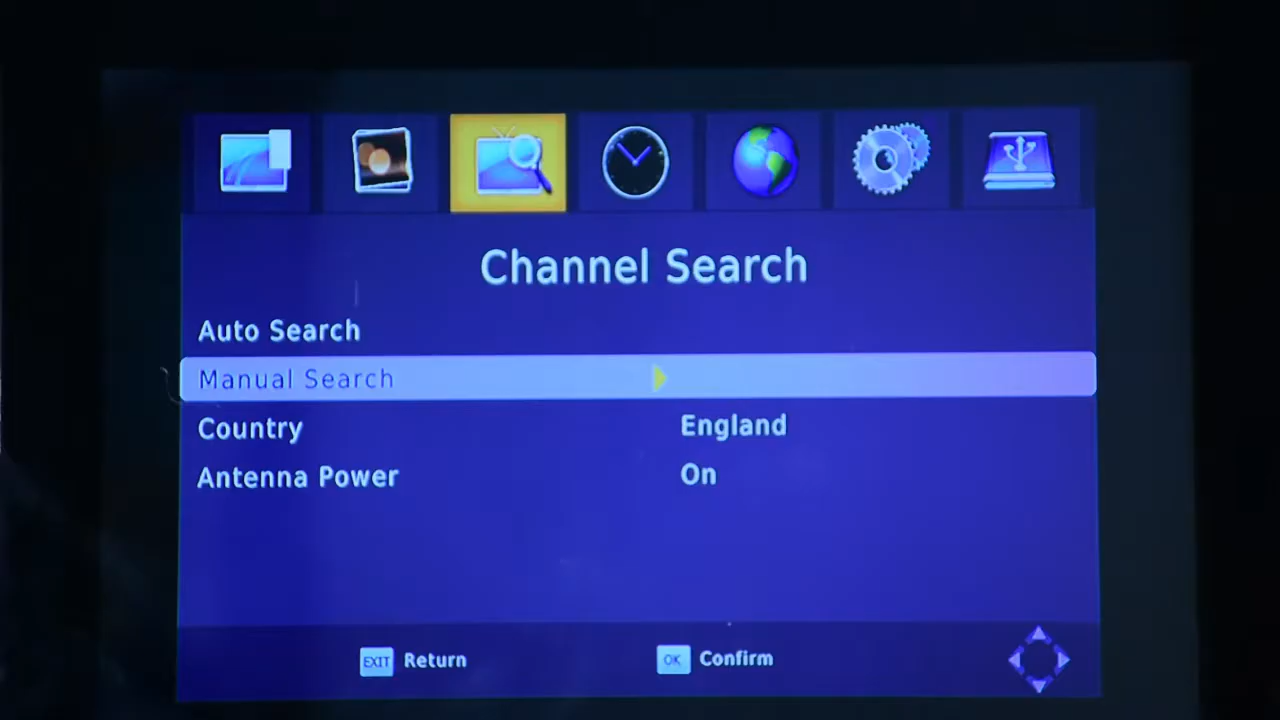 Channel Search
Auto Search
Manual Search
Country England
Antenna Power On
EXIT Return OK Confirm